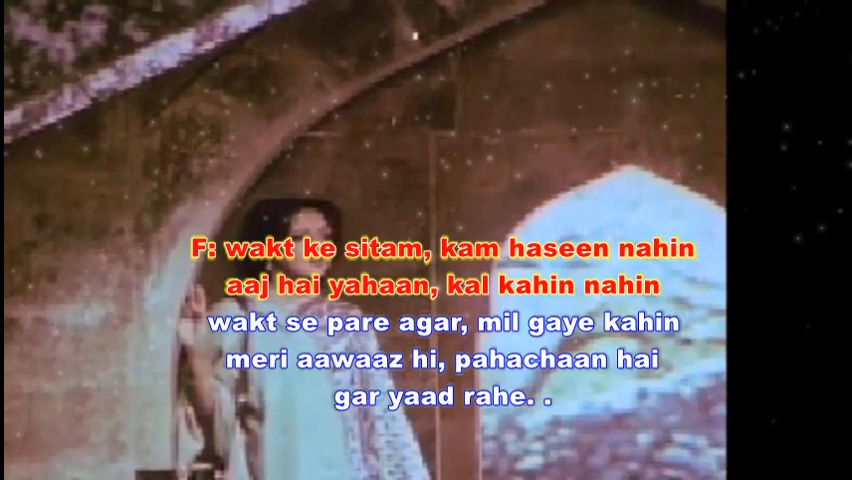 F: wakt ke sitam, kam haseen nahin
aaj hai yahaan, kal kahin nahin
wakt se pare agar, mil gaye kahin
meri aawaaz hi, pahachaan hai
gar yaad rahe. .